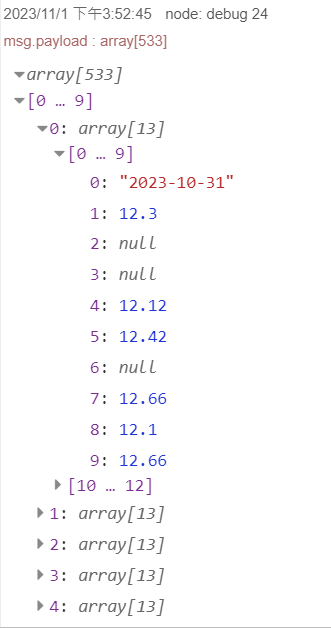 2023/11/1 下午3:52:45 node: debug 24
msg.payload : array[533]
array[533]
[0 … 9]
0: array[13]
[0 … 9]
0: "2023-10-31"
1: 12.3
2: null
3: null
4: 12.12
5: 12.42
6: null
7: 12.66
8: 12.1
9: 12.66
[10 … 12]
1: array[13]
2: array[13]
3: array[13]
4: array[13]